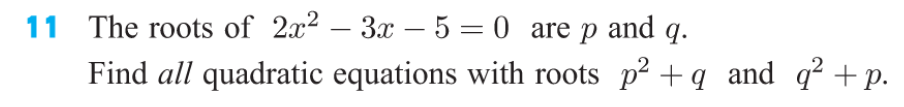 11 The roots of 2x² − 3x − 5 = 0 are p and q.
Find all quadratic equations with roots p² + q and q² + p.